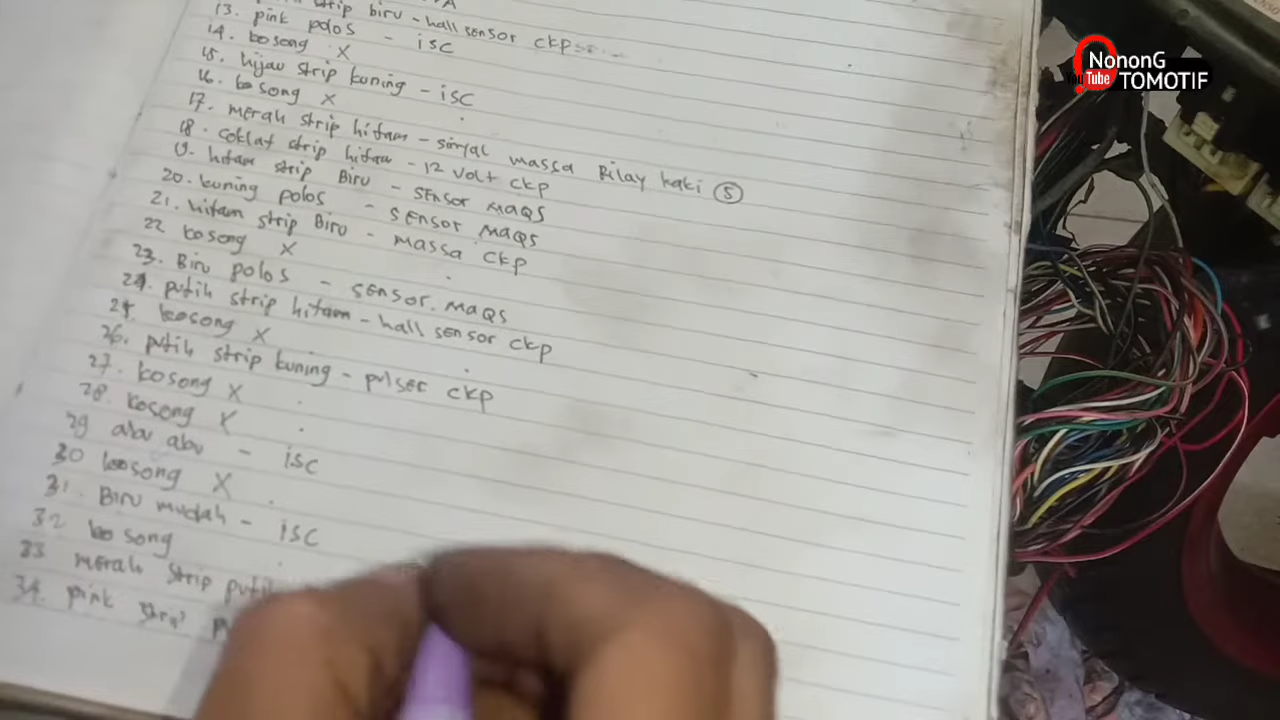 strip biru - hall sensor ckp
13. pink polos - isc
14. kosong X
15. hijau strip kuning - isc
16. kosong X
17. merah strip hitam - sinyal massa Rilay kaki 5
18. coklat strip hitam - 12 volt ckp
19. hitam strip Biru - sensor MAQS
20. kuning polos - sensor MAQS
21. hitam strip Biru - massa ckp
22 kosong X
23. Biru polos - sensor. MAQS
24. putih strip hitam - hall sensor ckp
25 kosong X
26. putih strip kuning - pulser ckp
27. kosong X
28 kosong X
29 abu abu - isc
30 kosong X
31. Biru mudah - isc
32 kosong
33 merah strip putih
34. pink strip
NononG
You Tube TOMOTIF